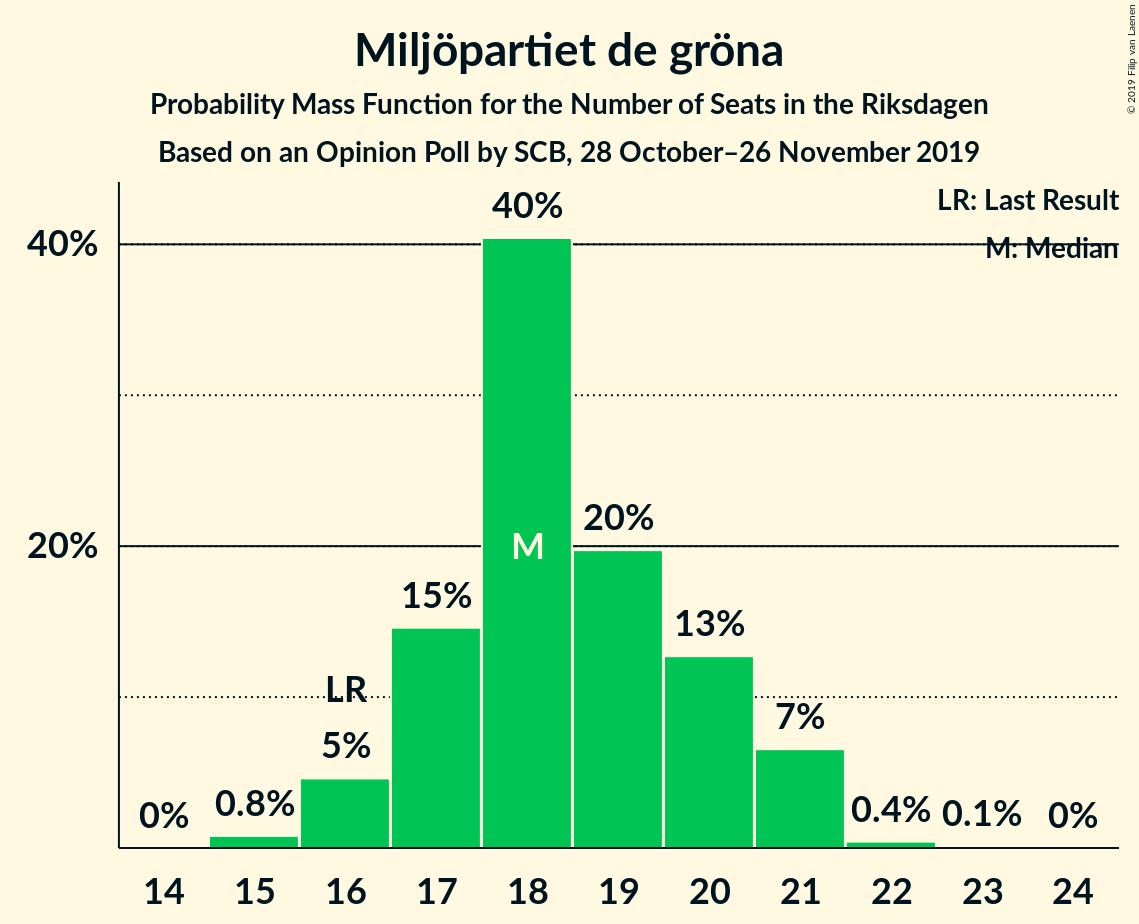 Miljöpartiet de gröna
Probability Mass Function for the Number of Seats in the Riksdagen
Based on an Opinion Poll by SCB, 28 October–26 November 2019
© 2019 Filip van Laenen
LR: Last Result
M: Median
40%
20%
0%
0.8%
LR
5%
15%
40%
M
20%
13%
7%
0.4%
0.1%
0%
14 15 16 17 18 19 20 21 22 23 24